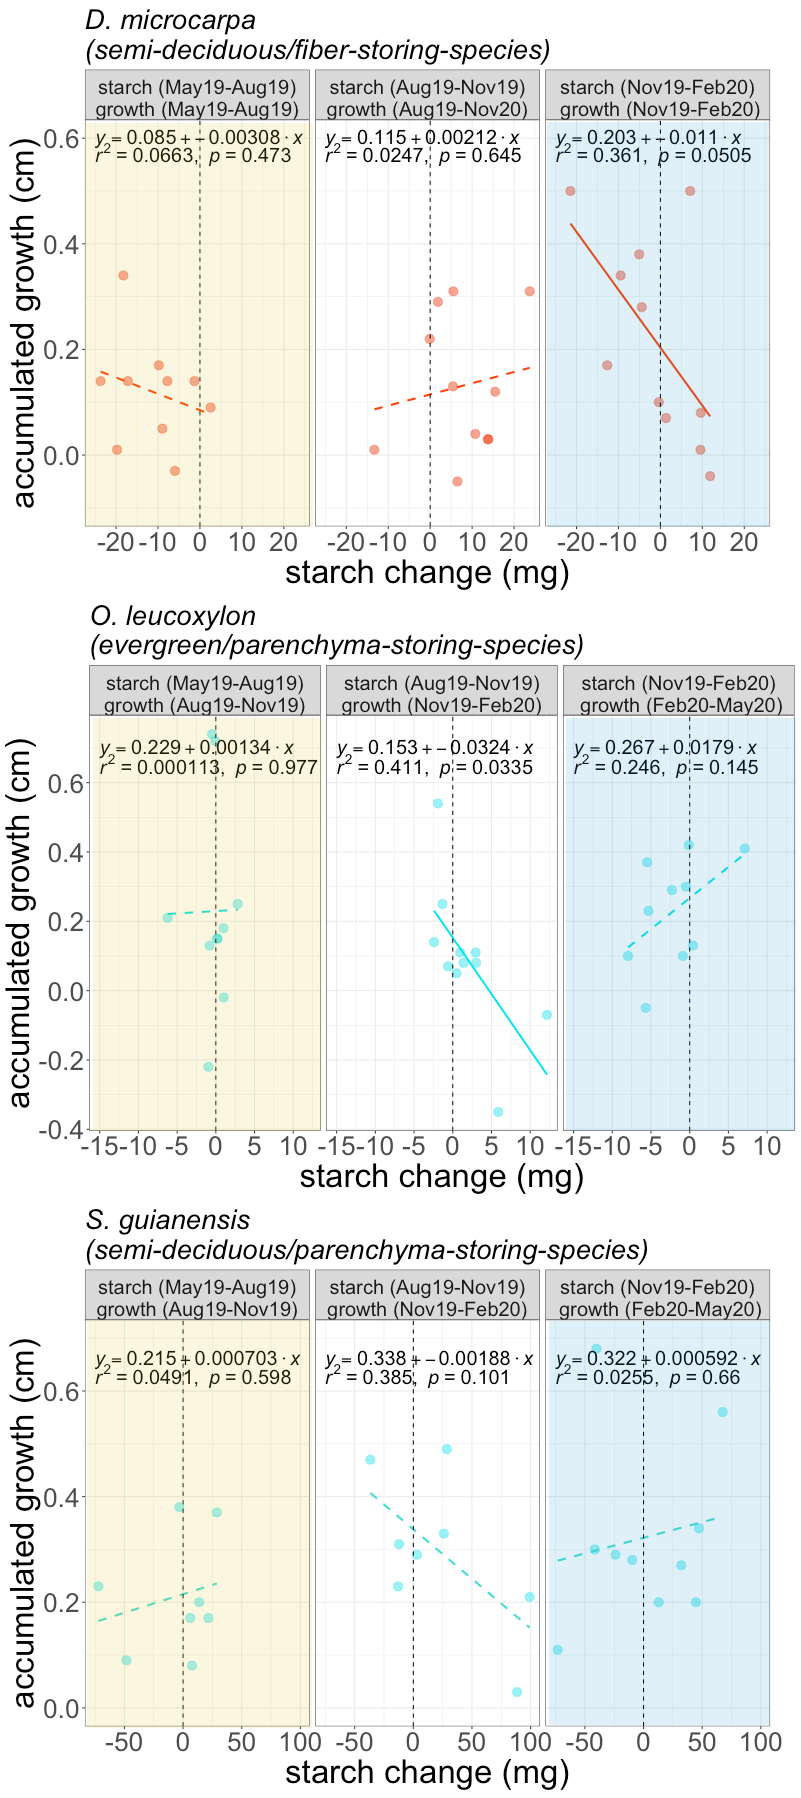 D. microcarpa
(semi-deciduous/fiber-storing-species)
starch (May19-Aug19)
growth (May19-Aug19)
starch (Aug19-Nov19)
growth (Aug19-Nov20)
starch (Nov19-Feb20)
growth (Nov19-Feb20)
y = 0.085 + −0.00308 · x
r² = 0.0663, p = 0.473
y = 0.115 + 0.00212 · x
r² = 0.0247, p = 0.645
y = 0.203 + −0.011 · x
r² = 0.361, p = 0.0505
accumulated growth (cm)
0.6
0.4
0.2
0.0
-20 -10 0 10 20
-20 -10 0 10 20
-20 -10 0 10 20
starch change (mg)
O. leucoxylon
(evergreen/parenchyma-storing-species)
starch (May19-Aug19)
growth (Aug19-Nov19)
starch (Aug19-Nov19)
growth (Nov19-Feb20)
starch (Nov19-Feb20)
growth (Feb20-May20)
y = 0.229 + 0.00134 · x
r² = 0.000113, p = 0.977
y = 0.153 + −0.0324 · x
r² = 0.411, p = 0.0335
y = 0.267 + 0.0179 · x
r² = 0.246, p = 0.145
accumulated growth (cm)
0.6
0.4
0.2
0.0
-0.2
-0.4
-15 -10 -5 0 5 10
-15 -10 -5 0 5 10
-15 -10 -5 0 5 10
starch change (mg)
S. guianensis
(semi-deciduous/parenchyma-storing-species)
starch (May19-Aug19)
growth (Aug19-Nov19)
starch (Aug19-Nov19)
growth (Nov19-Feb20)
starch (Nov19-Feb20)
growth (Feb20-May20)
y = 0.215 + 0.000703 · x
r² = 0.0491, p = 0.598
y = 0.338 + −0.00188 · x
r² = 0.385, p = 0.101
y = 0.322 + 0.000592 · x
r² = 0.0255, p = 0.66
accumulated growth (cm)
0.6
0.4
0.2
0.0
-50 0 50 100
-50 0 50 100
-50 0 50 100
starch change (mg)